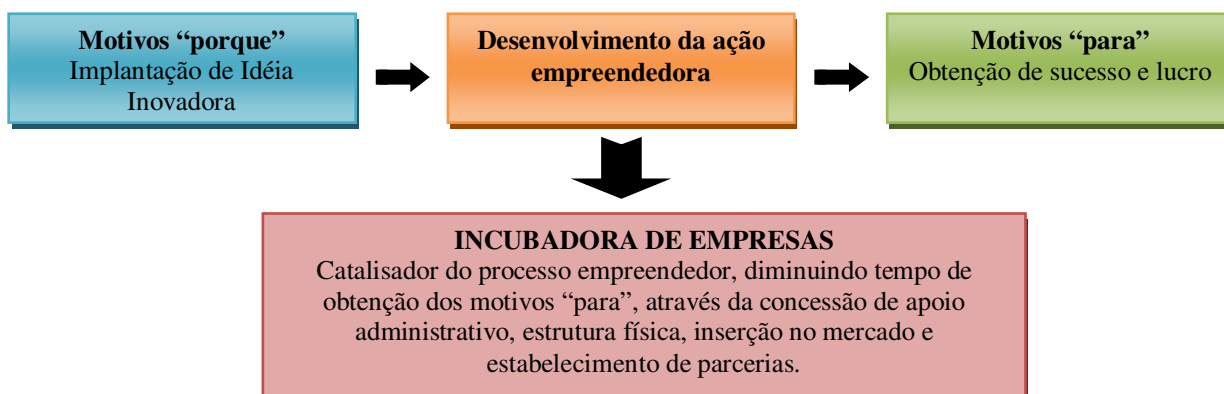 Motivos “porque”
Implantação de Idéia
Inovadora
Desenvolvimento da ação
empreendedora
Motivos “para”
Obtenção de sucesso e lucro
INCUBADORA DE EMPRESAS
Catalisador do processo empreendedor, diminuindo tempo de
obtenção dos motivos “para”, através da concessão de apoio
administrativo, estrutura física, inserção no mercado e
estabelecimento de parcerias.